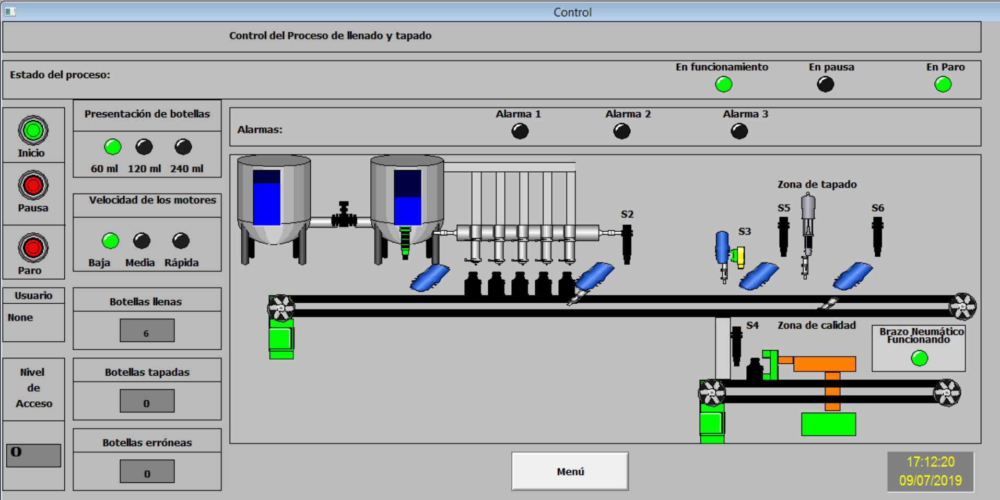 Control
Control del Proceso de llenado y tapado
Estado del proceso:
En funcionamiento
En pausa
En Paro
Inicio
Pausa
Paro
Presentación de botellas
60 ml 120 ml 240 ml
Velocidad de los motores
Baja Media Rápida
Alarmas:
Alarma 1
Alarma 2
Alarma 3
S2
S3
Zona de tapado
S5
S6
S4
Zona de calidad
Brazo Neumático
Funcionando
Usuario
None
Nivel
de
Acceso
0
Botellas llenas
6
Botellas tapadas
0
Botellas erróneas
0
Menú
17:12:20
09/07/2019